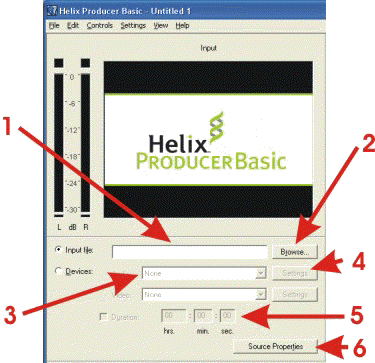 Helix Producer Basic - Untitled 1
File Edit Controls Settings View Help
Input
0
-6
-12
-18
-24
-30
L dB R
Helix
PRODUCERBasic
1
2
Input file:
Browse...
Devices:
None
Settings
4
3
Video:
None
Settings
Duration:
00 : 00 : 00
5
hrs. min. sec.
Source Properties
6